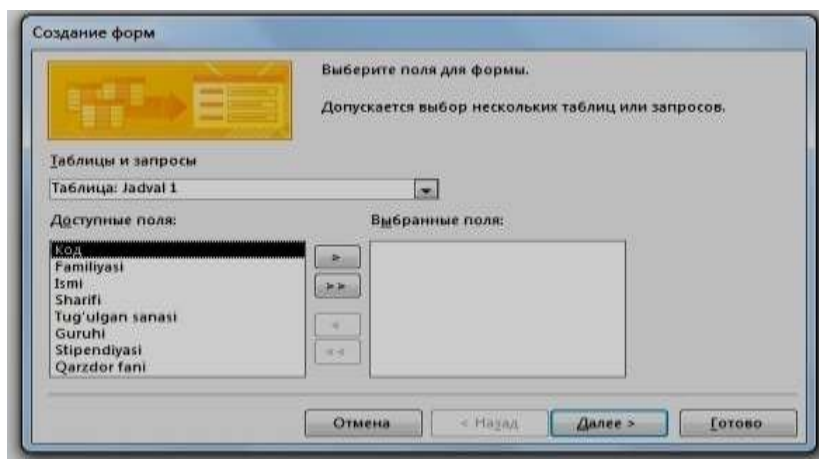 Создание форм
Выберите поля для формы.
Допускается выбор нескольких таблиц или запросов.
Таблицы и запросы
Таблица: Jadval 1
Доступные поля:
Выбранные поля:
Код
Familiyasi
Ismi
Sharifi
Tug'ulgan sanasi
Guruhi
Stipendiyasi
Qarzdor fani
>
>>
<
<<
Отмена
< Назад
Далее >
Готово